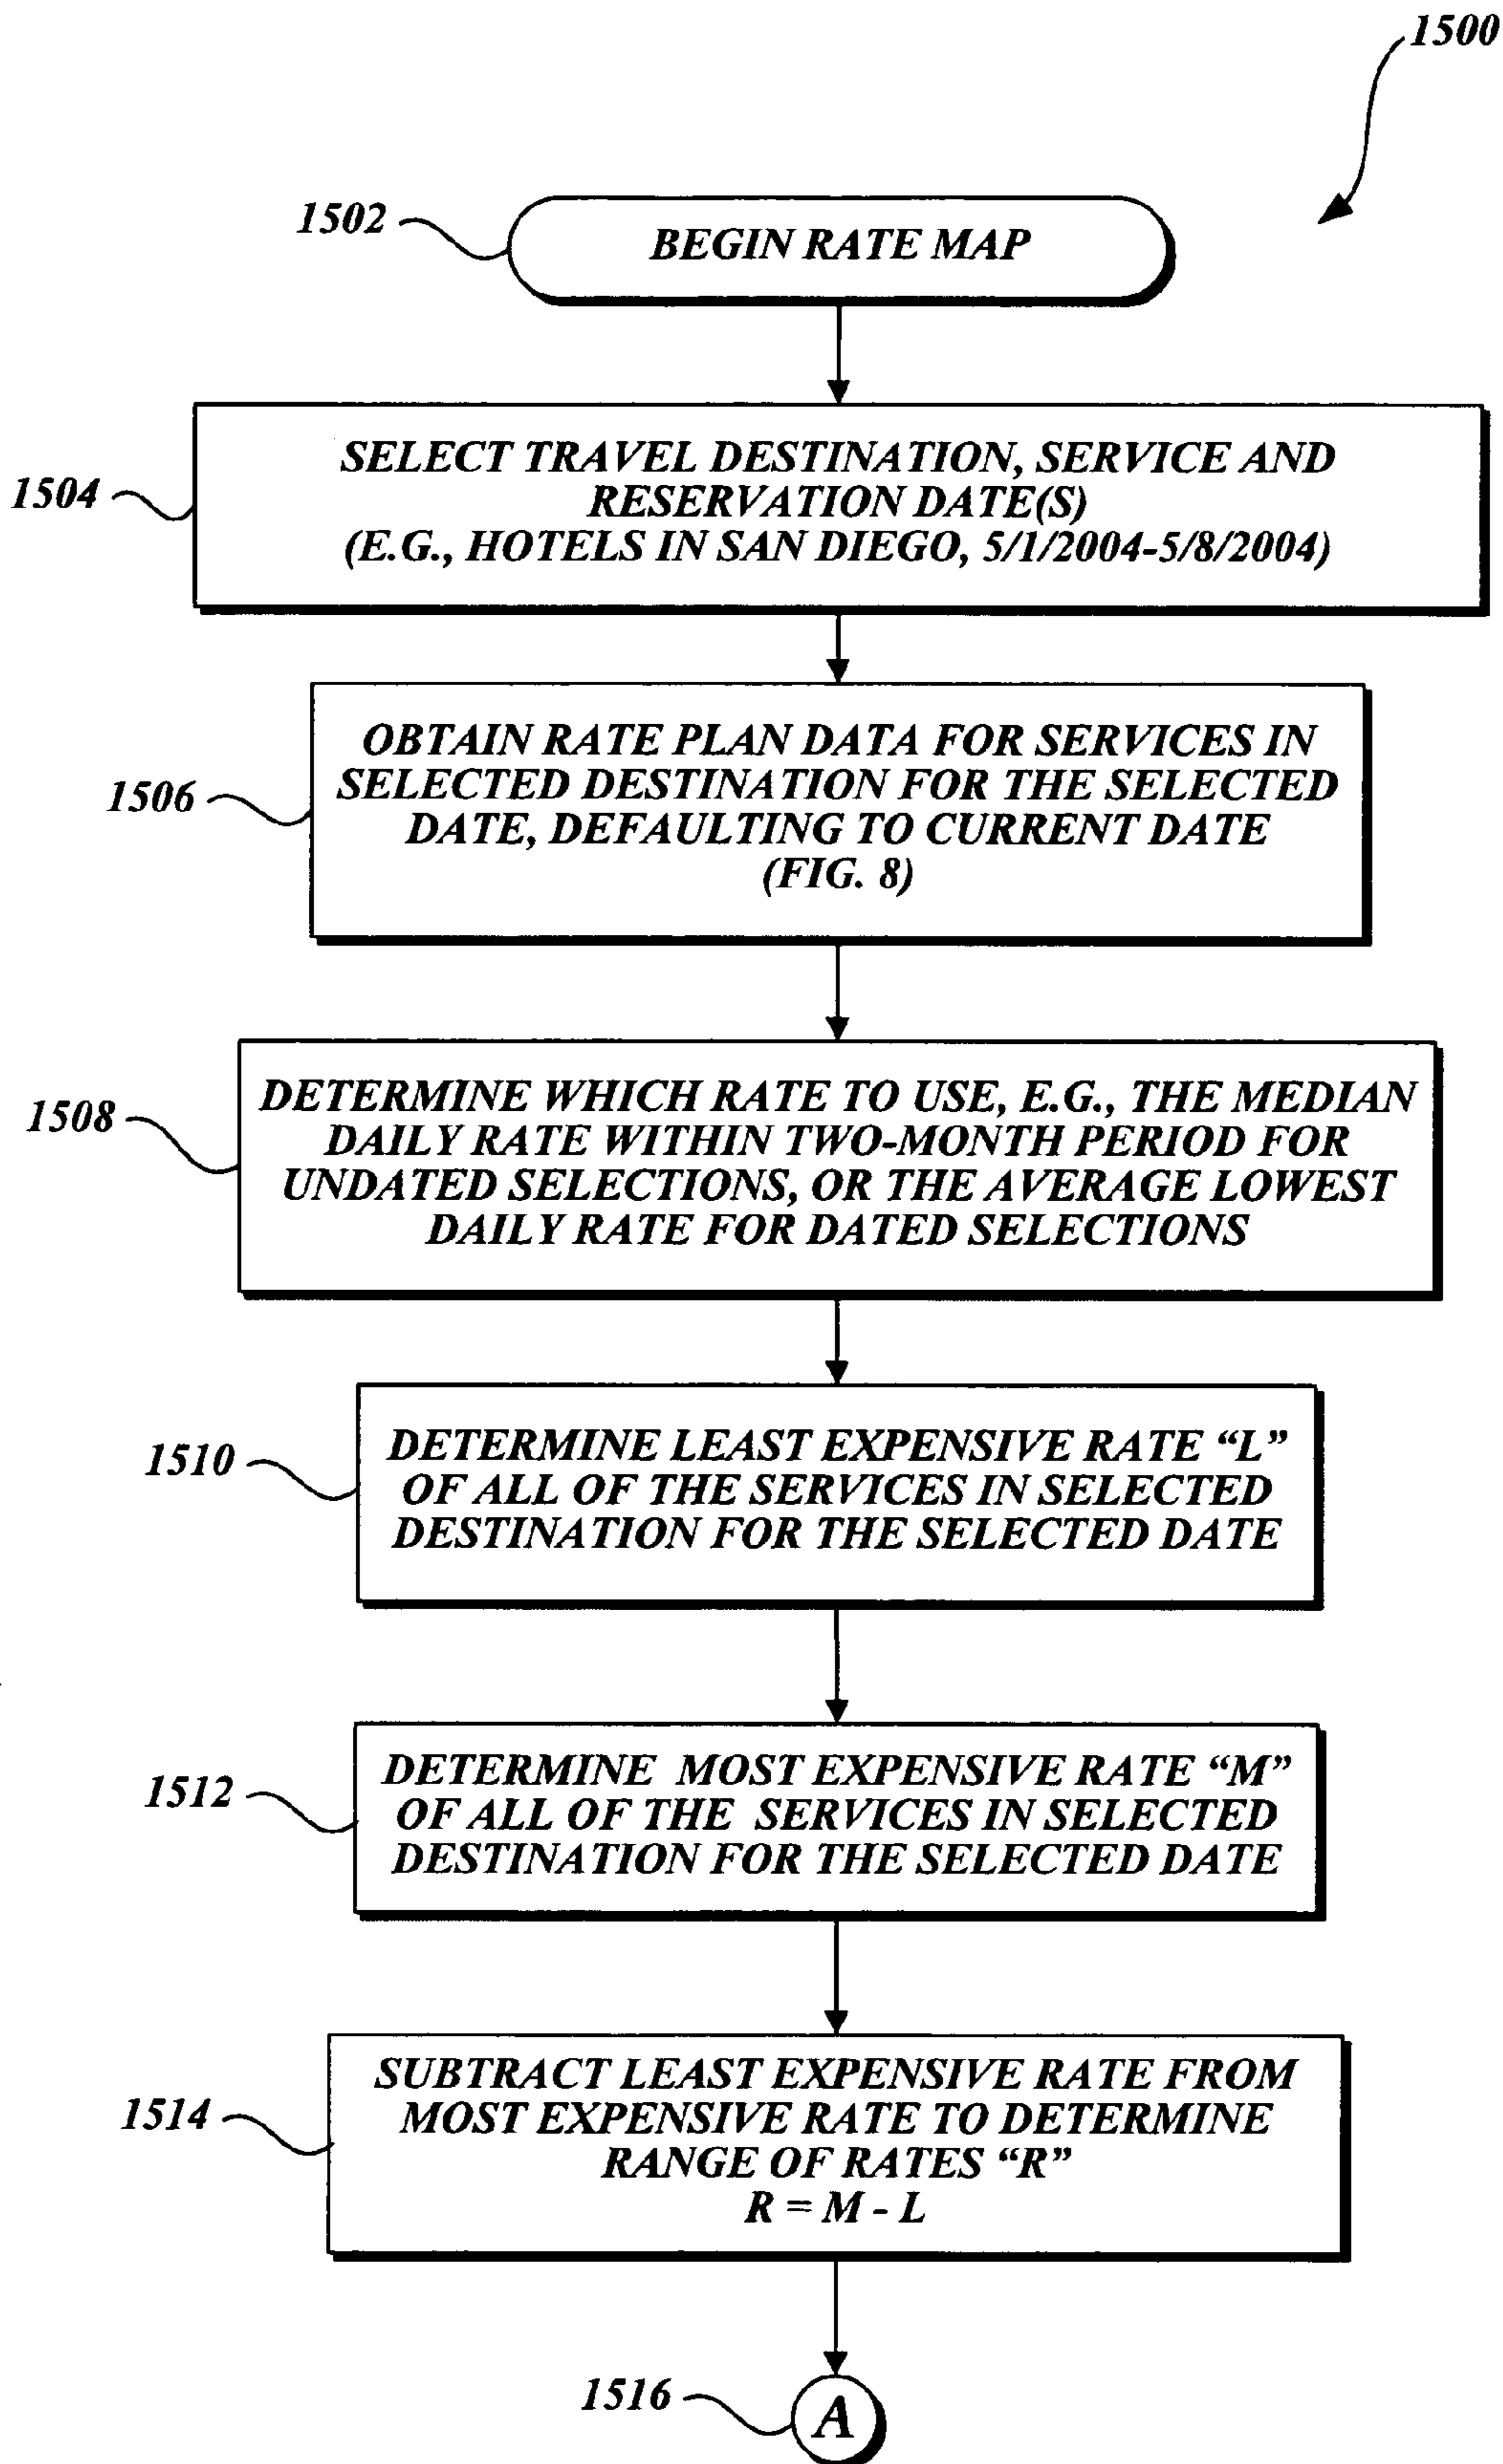 1500
1502
BEGIN RATE MAP
1504
SELECT TRAVEL DESTINATION, SERVICE AND
RESERVATION DATE(S)
(E.G., HOTELS IN SAN DIEGO, 5/1/2004-5/8/2004)
1506
OBTAIN RATE PLAN DATA FOR SERVICES IN
SELECTED DESTINATION FOR THE SELECTED
DATE, DEFAULTING TO CURRENT DATE
(FIG. 8)
1508
DETERMINE WHICH RATE TO USE, E.G., THE MEDIAN
DAILY RATE WITHIN TWO-MONTH PERIOD FOR
UNDATED SELECTIONS, OR THE AVERAGE LOWEST
DAILY RATE FOR DATED SELECTIONS
1510
DETERMINE LEAST EXPENSIVE RATE “L”
OF ALL OF THE SERVICES IN SELECTED
DESTINATION FOR THE SELECTED DATE
1512
DETERMINE MOST EXPENSIVE RATE “M”
OF ALL OF THE SERVICES IN SELECTED
DESTINATION FOR THE SELECTED DATE
1514
SUBTRACT LEAST EXPENSIVE RATE FROM
MOST EXPENSIVE RATE TO DETERMINE
RANGE OF RATES “R”
R = M - L
1516
A